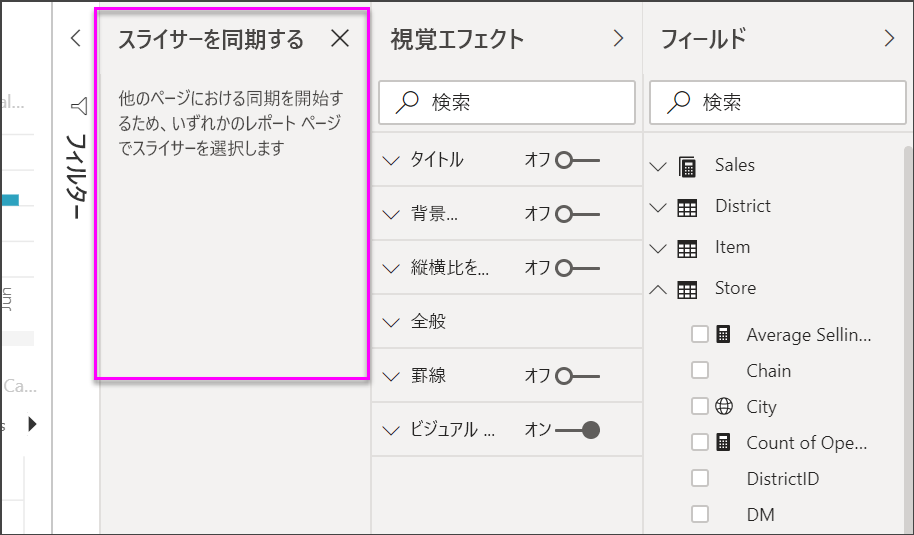 al...
Jun
Ca...
s
フィルター
スライサーを同期する
他のページにおける同期を開始す
るため、いずれかのレポート ページ
でスライサーを選択します
視覚エフェクト
検索
タイトル オフ
背景... オフ
縦横比を... オフ
全般
罫線 オフ
ビジュアル ... オン
フィールド
検索
Sales
District
Item
Store
Average Sellin...
Chain
City
Count of Ope...
DistrictID
DM